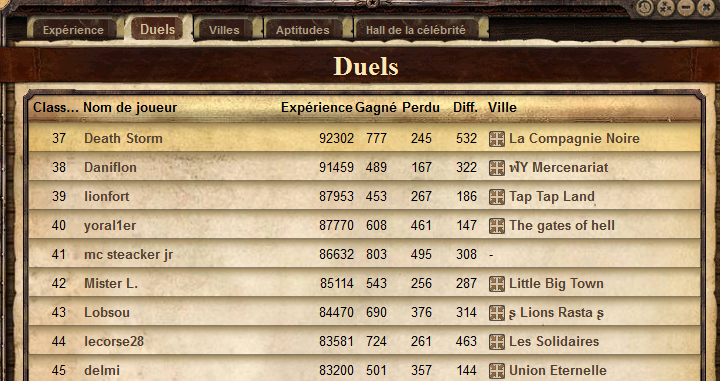 Expérience Duels Villes Aptitudes Hall de la célébrité
Duels
Class... Nom de joueur Expérience Gagné Perdu Diff. Ville
37 Death Storm 92302 777 245 532 La Compagnie Noire
38 Daniflon 91459 489 167 322 ฬΎ Mercenariat
39 lionfort 87953 453 267 186 Tap Tap Land
40 yoral1er 87770 608 461 147 The gates of hell
41 mc steacker jr 86632 803 495 308 -
42 Mister L. 85114 543 256 287 Little Big Town
43 Lobsou 84470 690 376 314 ʂ Lions Rasta ʂ
44 lecorse28 83581 724 261 463 Les Solidaires
45 delmi 83200 501 357 144 Union Eternelle